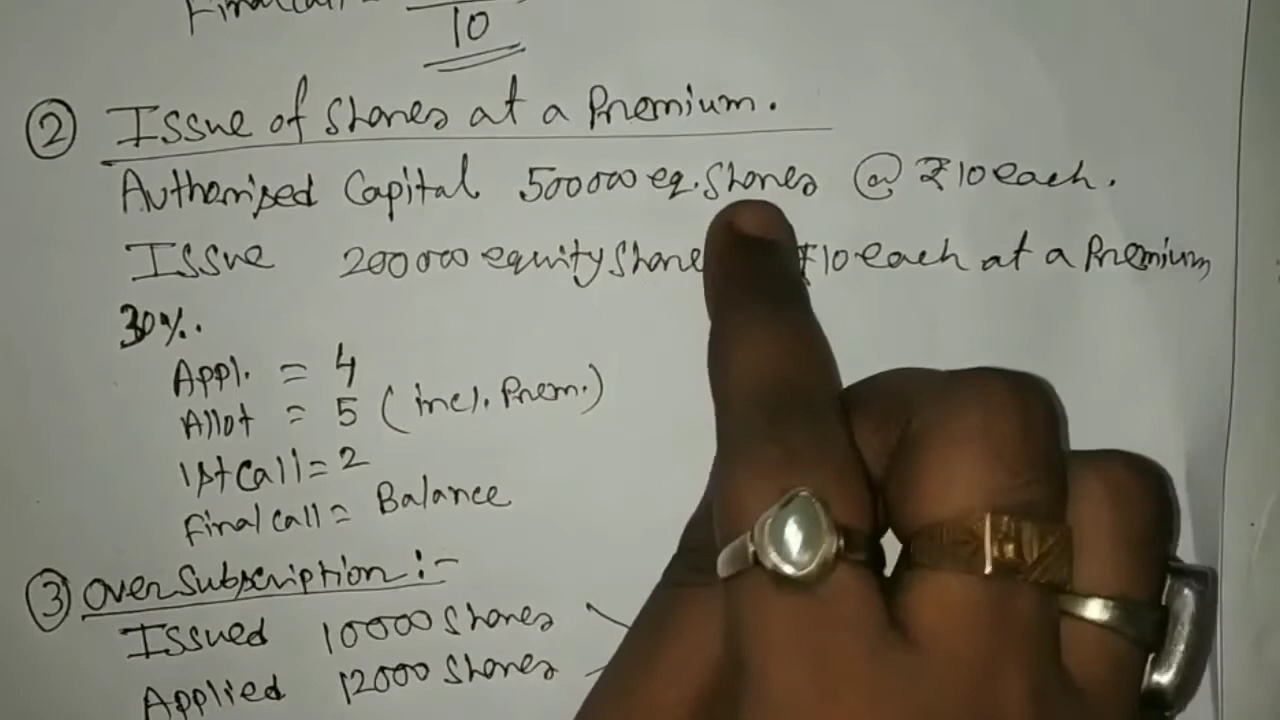 Final Call =
10
② Issue of Shares at a Premium.
Authorised Capital 500000 eq. Shares @ ₹10 each.
Issue 200000 equity Share ₹10 each at a Premium
30%.
Appl. = 4
Allot = 5 (incl. Prem.)
1st Call = 2
Final call = Balance
③ Over Subscription :-
Issued 10000 Shares
Applied 12000 Shares